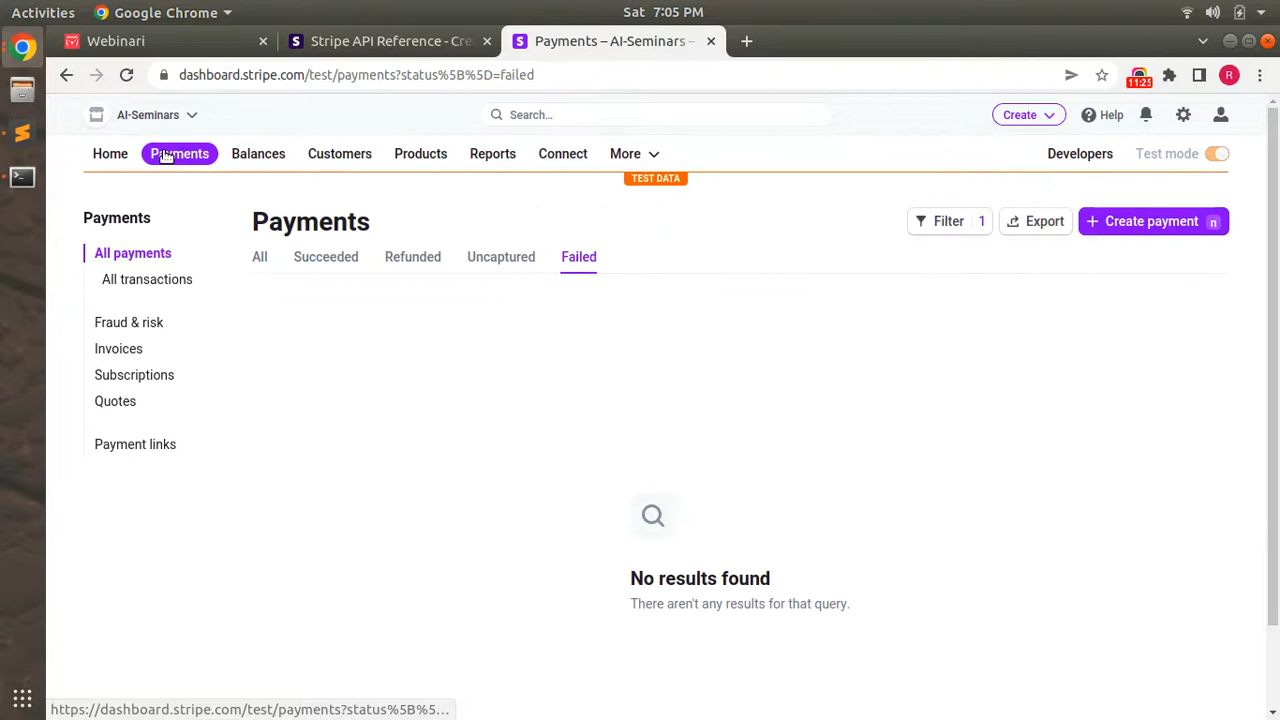 Activities
Google Chrome
Sat 7:05 PM
Webinari
Stripe API Reference - Cre
Payments – AI-Seminars –
dashboard.stripe.com/test/payments?status%5B%5D=failed
11:25
R
AI-Seminars
Search...
Create
Help
Home
Payments
Balances
Customers
Products
Reports
Connect
More
Developers
Test mode
TEST DATA
Payments
All payments
All transactions
Fraud & risk
Invoices
Subscriptions
Quotes
Payment links
Payments
Filter 1
Export
Create payment n
All
Succeeded
Refunded
Uncaptured
Failed
No results found
There aren't any results for that query.
https://dashboard.stripe.com/test/payments?status%5B%5...